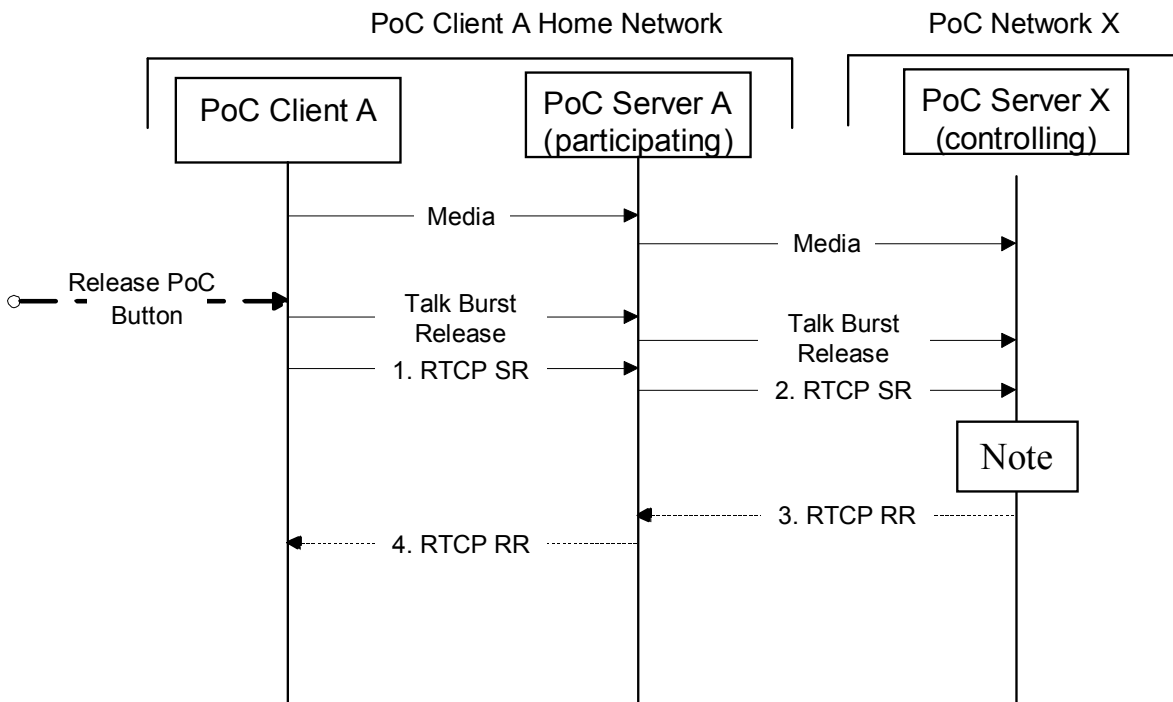 PoC Client A Home Network
PoC Network X
PoC Client A
PoC Server A
(participating)
PoC Server X
(controlling)
Media
Media
Release PoC
Button
Talk Burst
Release
Talk Burst
Release
1. RTCP SR
2. RTCP SR
Note
3. RTCP RR
4. RTCP RR